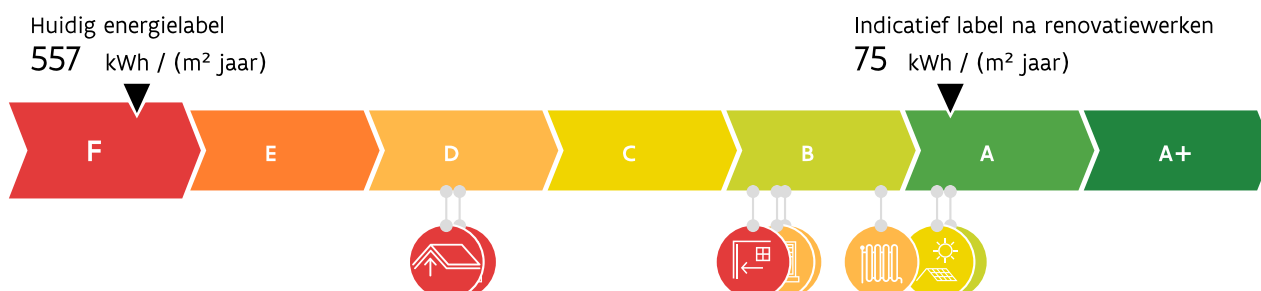 Huidig energielabel
557 kWh / (m² jaar)
Indicatief label na renovatiewerken
75 kWh / (m² jaar)
F E D C B A A+